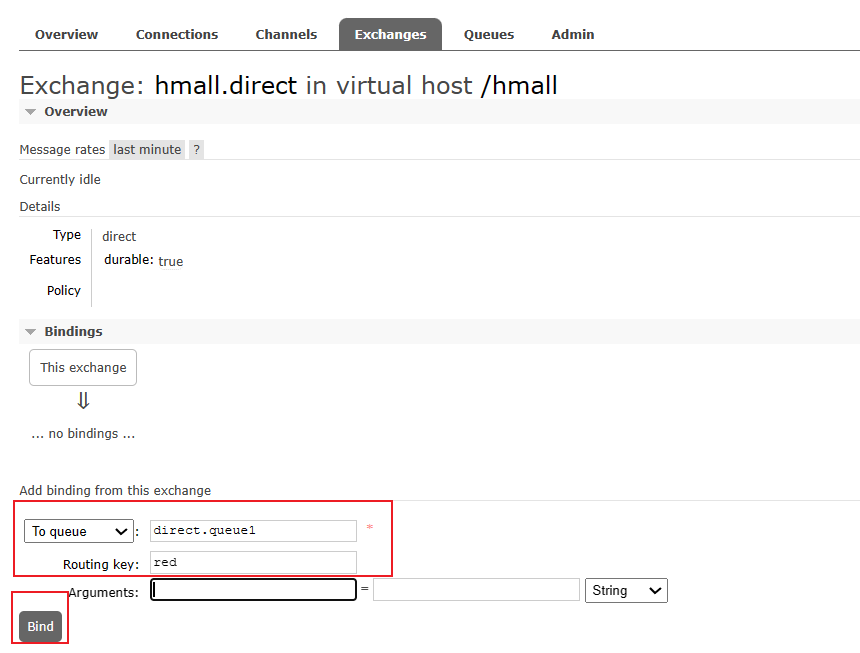 Overview Connections Channels Exchanges Queues Admin
Exchange: hmall.direct in virtual host /hmall
Overview
Message rates last minute ?
Currently idle
Details
Type direct
Features durable: true
Policy
Bindings
This exchange
⇓
... no bindings ...
Add binding from this exchange
To queue : direct.queue1 *
Routing key: red
Arguments: = String
Bind